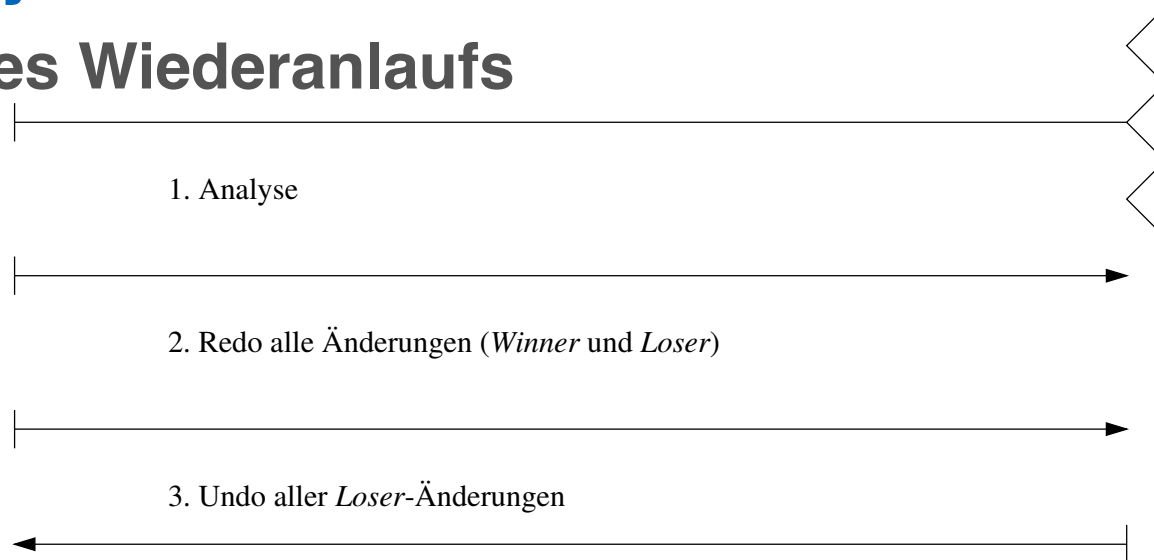 es Wiederanlaufs
1. Analyse
2. Redo alle Änderungen (Winner und Loser)
3. Undo aller Loser-Änderungen